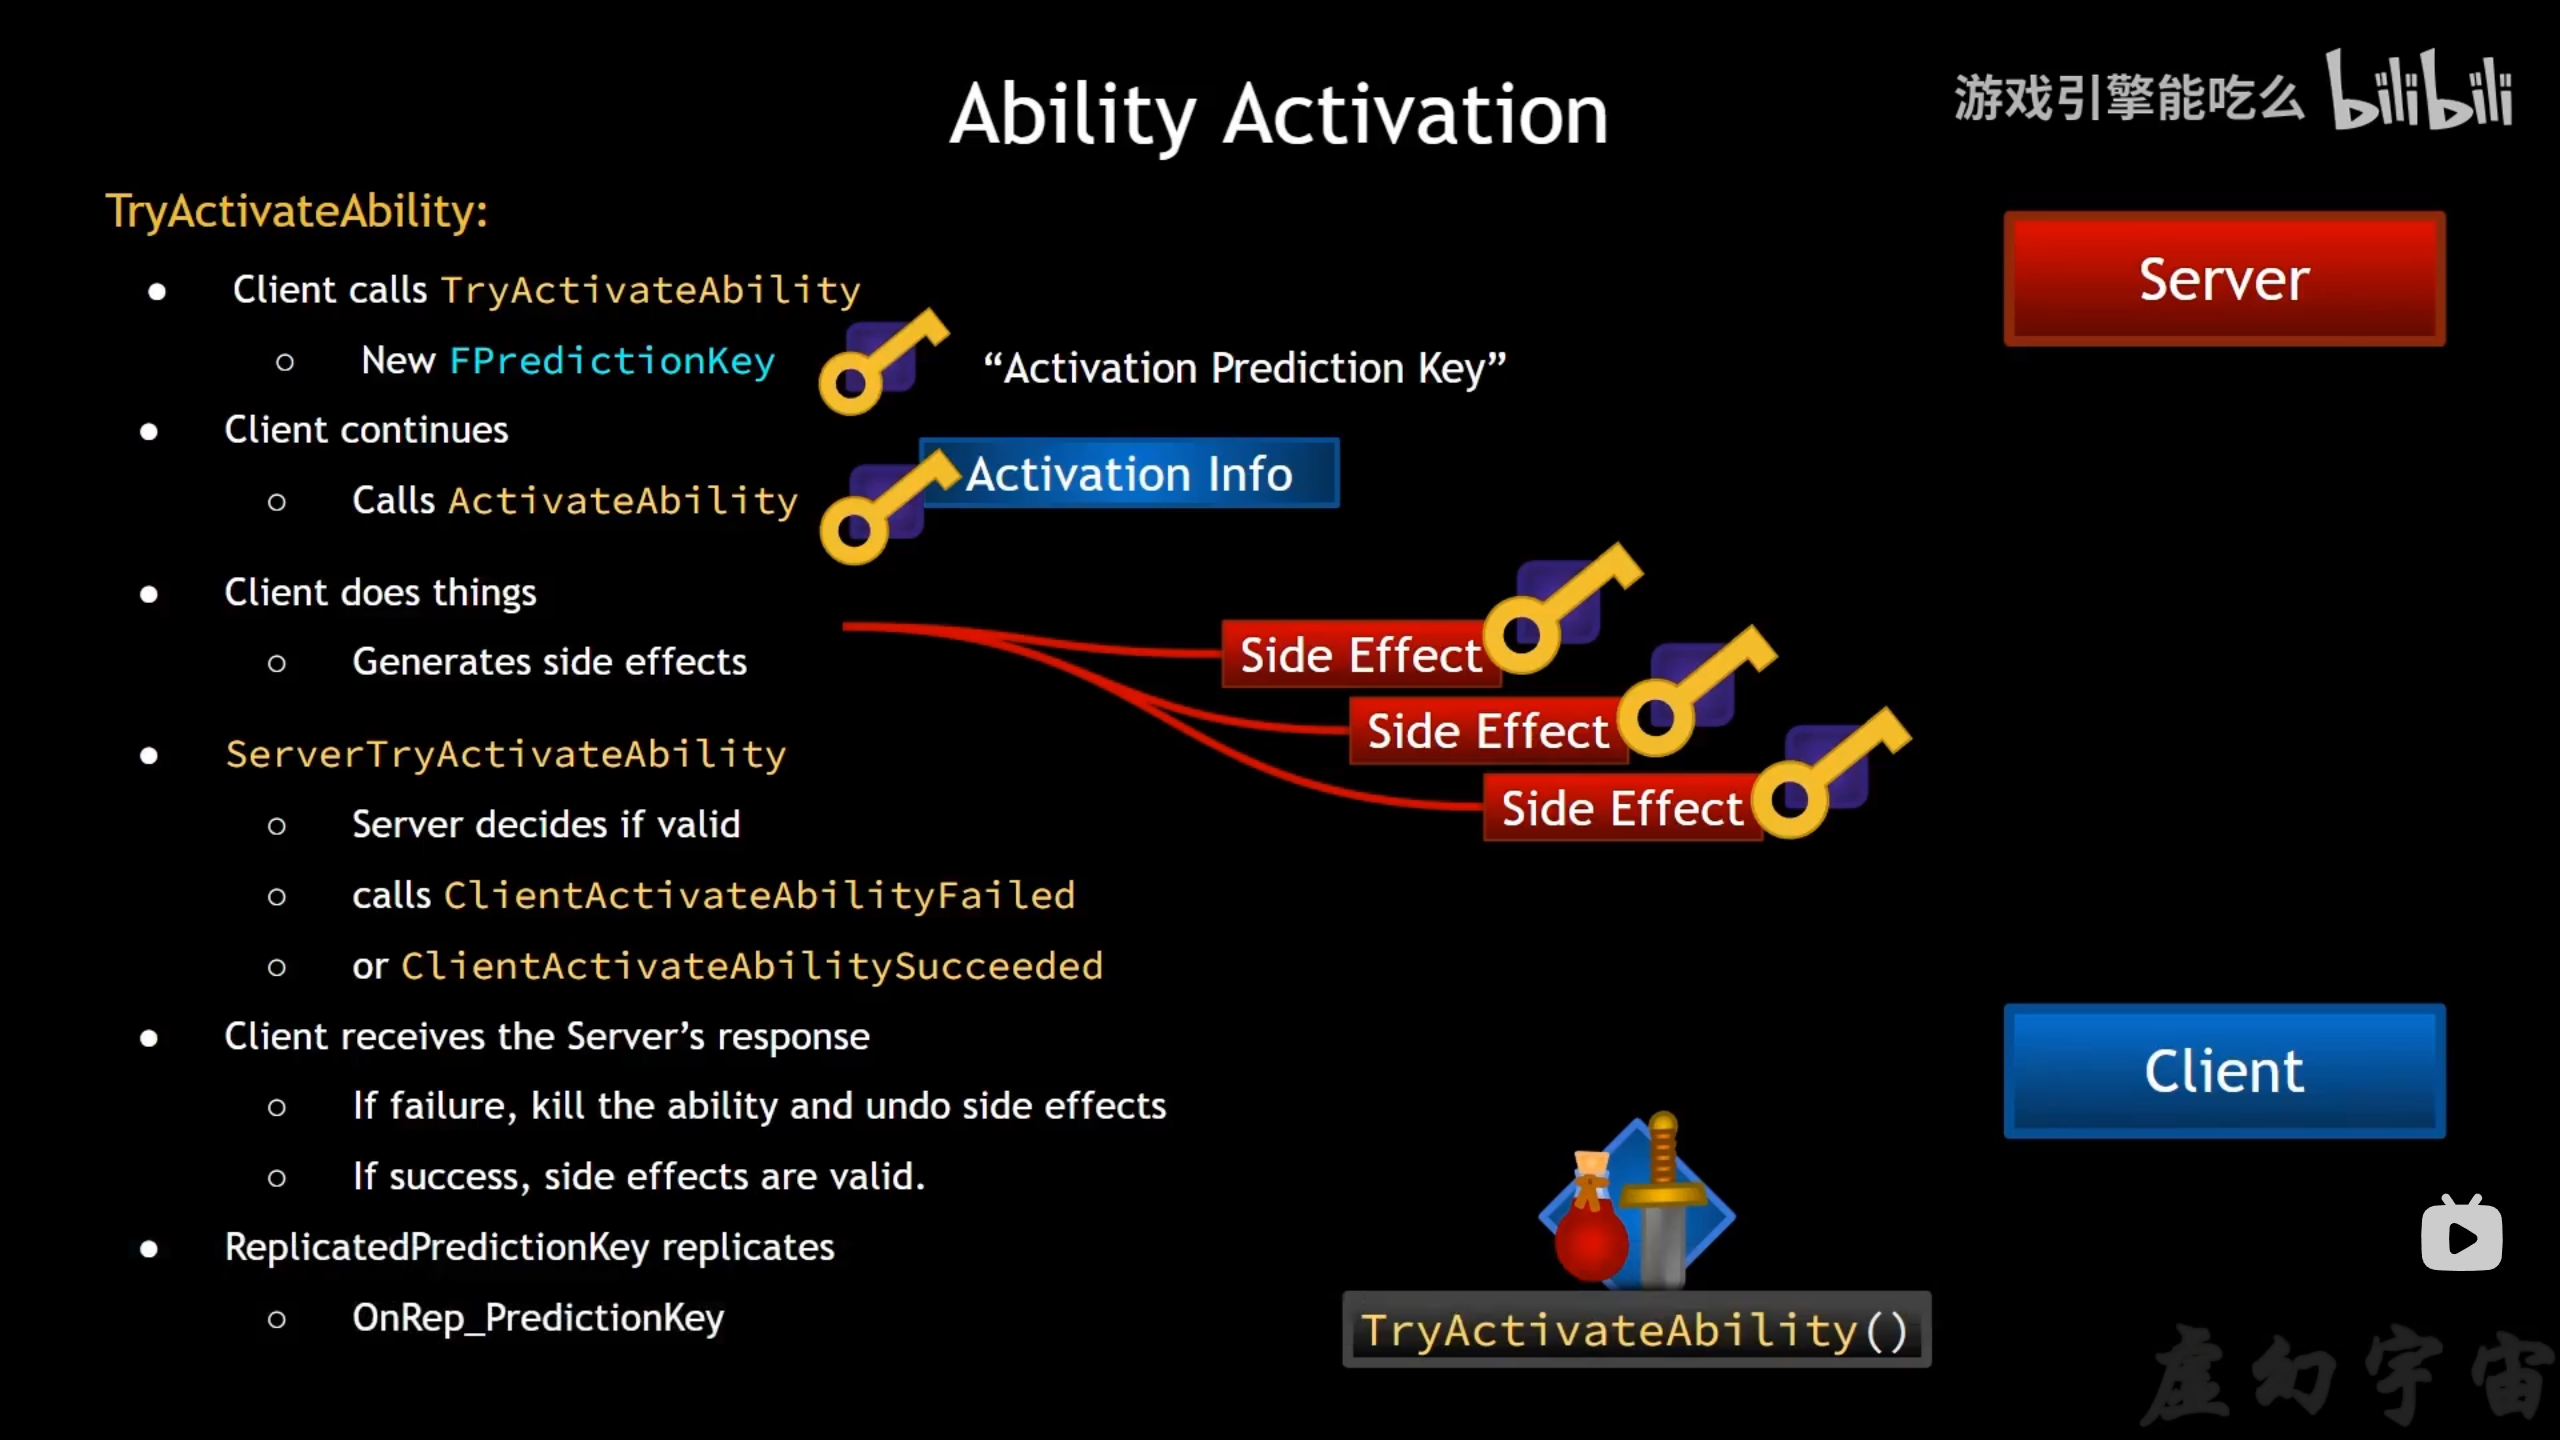 Ability Activation
游戏引擎能吃么 bilibili
TryActivateAbility:
Server
Client calls TryActivateAbility
New FPredictionKey
“Activation Prediction Key”
Client continues
Activation Info
Calls ActivateAbility
Client does things
Side Effect
Generates side effects
Side Effect
ServerTryActivateAbility
Side Effect
Server decides if valid
calls ClientActivateAbilityFailed
or ClientActivateAbilitySucceeded
Client receives the Server’s response
Client
If failure, kill the ability and undo side effects
If success, side effects are valid.
ReplicatedPredictionKey replicates
OnRep_PredictionKey
TryActivateAbility()
虚幻宇宙